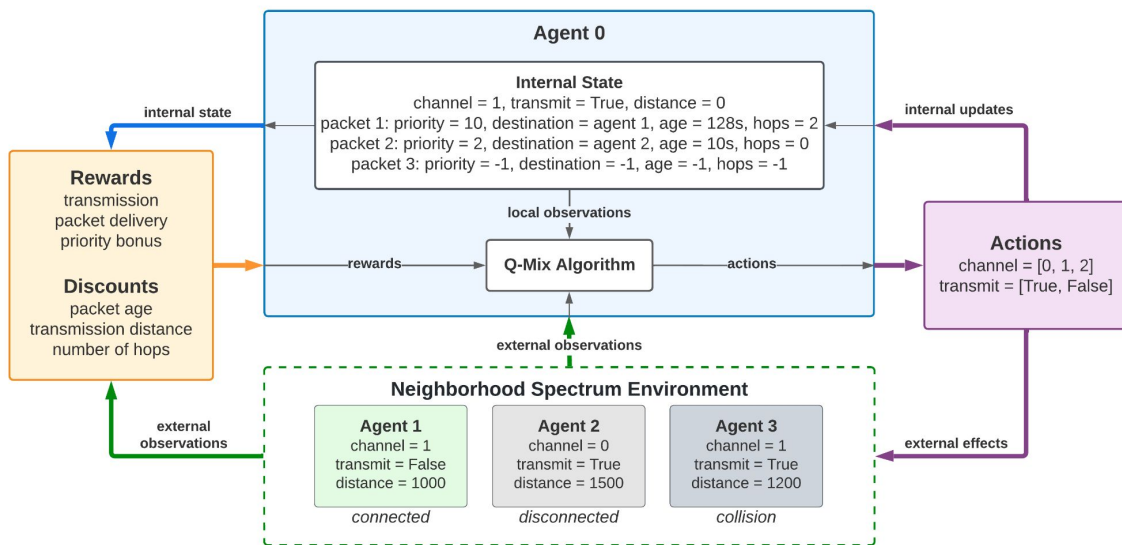 Agent 0
Internal State
channel = 1, transmit = True, distance = 0
packet 1: priority = 10, destination = agent 1, age = 128s, hops = 2
packet 2: priority = 2, destination = agent 2, age = 10s, hops = 0
packet 3: priority = -1, destination = -1, age = -1, hops = -1
internal state
internal updates
Rewards
transmission
packet delivery
priority bonus
Discounts
packet age
transmission distance
number of hops
local observations
rewards
Q-Mix Algorithm
actions
Actions
channel = [0, 1, 2]
transmit = [True, False]
external observations
Neighborhood Spectrum Environment
Agent 1
channel = 1
transmit = False
distance = 1000
connected
Agent 2
channel = 0
transmit = True
distance = 1500
disconnected
Agent 3
channel = 1
transmit = True
distance = 1200
collision
external
observations
external effects